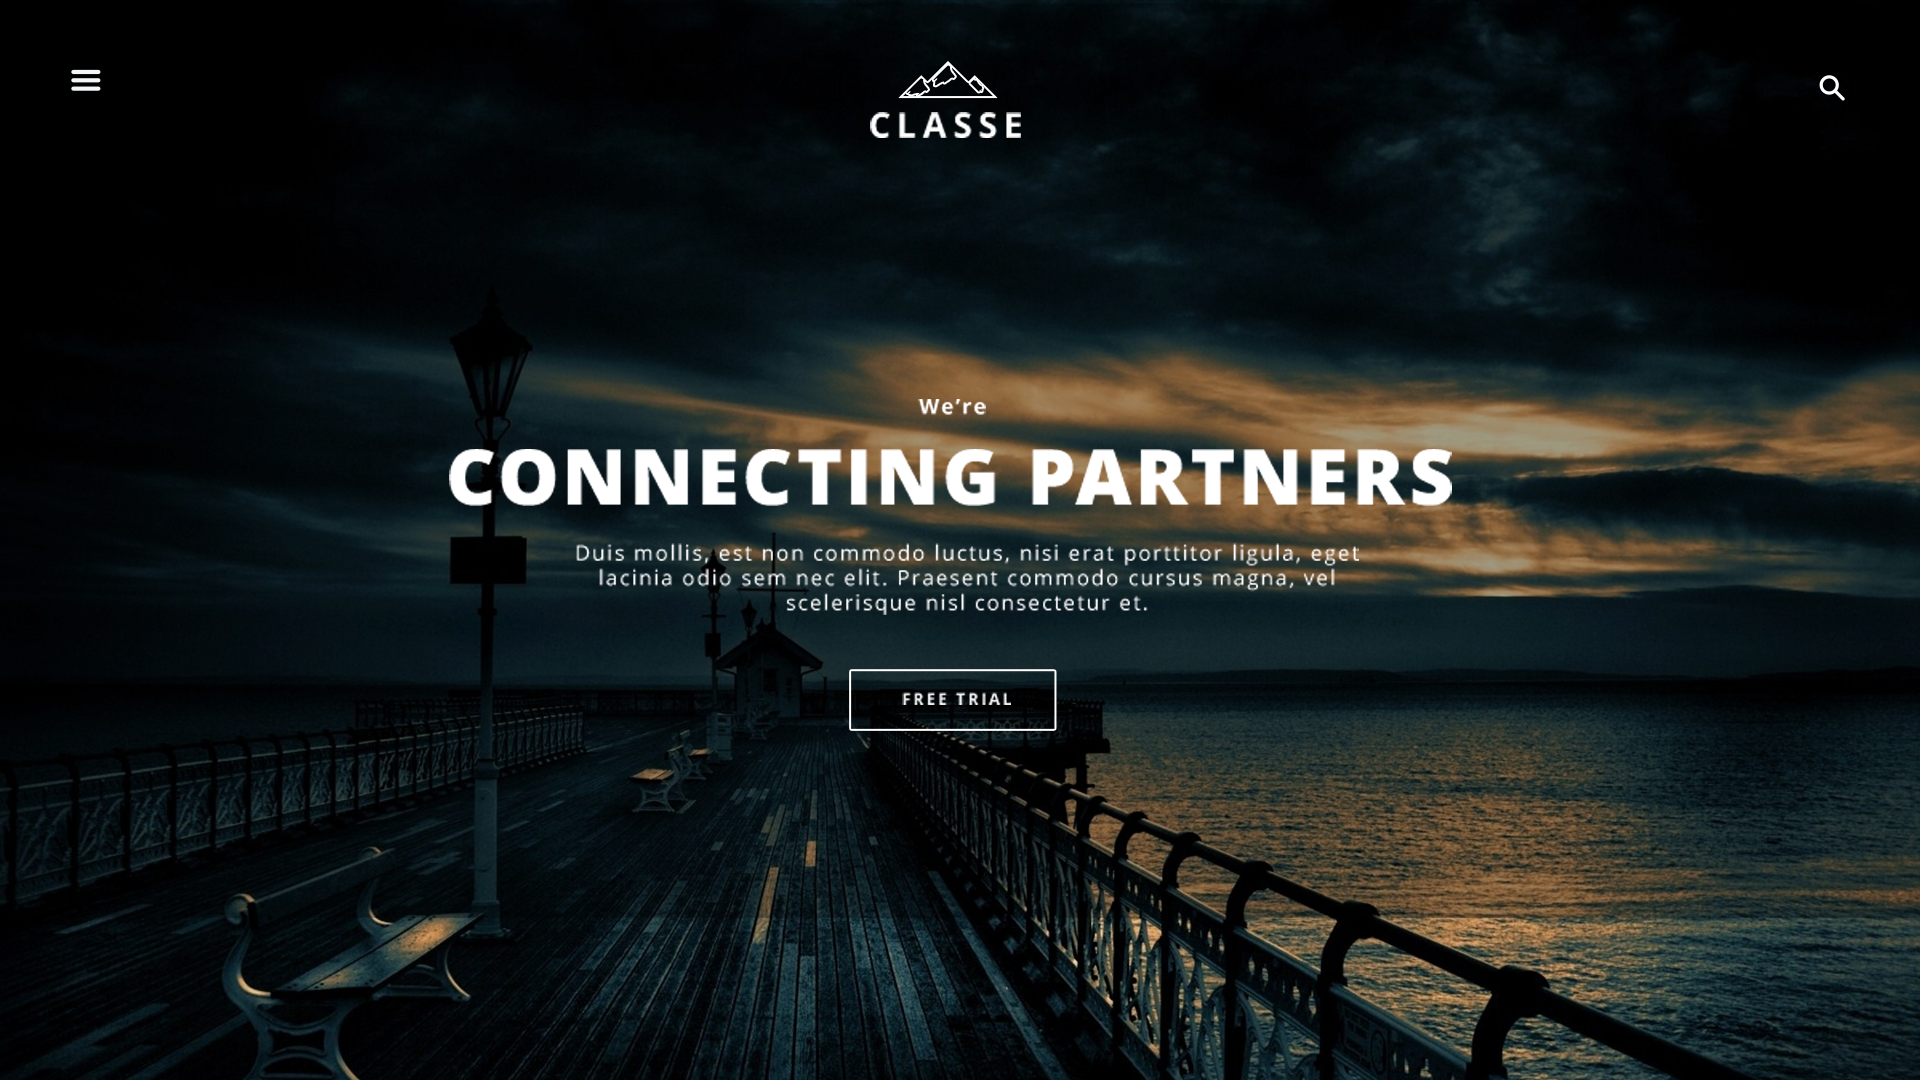 CLASSE
We’re
CONNECTING PARTNERS
Duis mollis, est non commodo luctus, nisi erat porttitor ligula, eget
lacinia odio sem nec elit. Praesent commodo cursus magna, vel
scelerisque nisl consectetur et.
FREE TRIAL